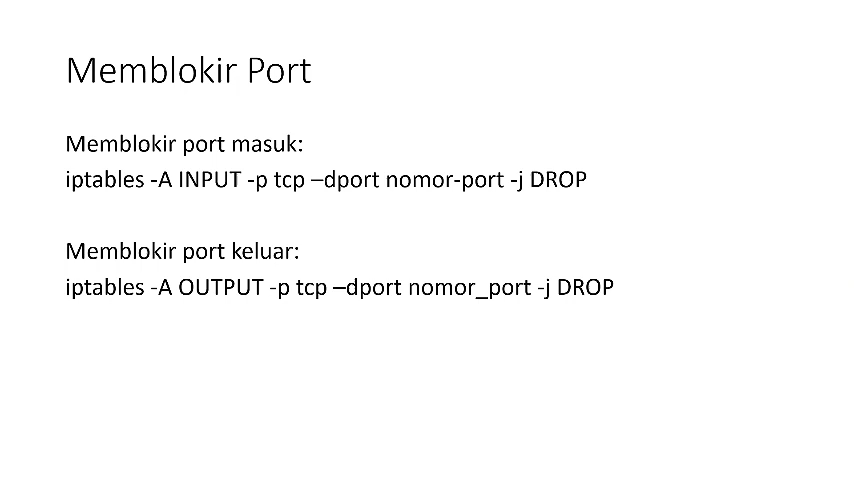 Memblokir Port
Memblokir port masuk:
iptables -A INPUT -p tcp –dport nomor-port -j DROP
Memblokir port keluar:
iptables -A OUTPUT -p tcp –dport nomor_port -j DROP